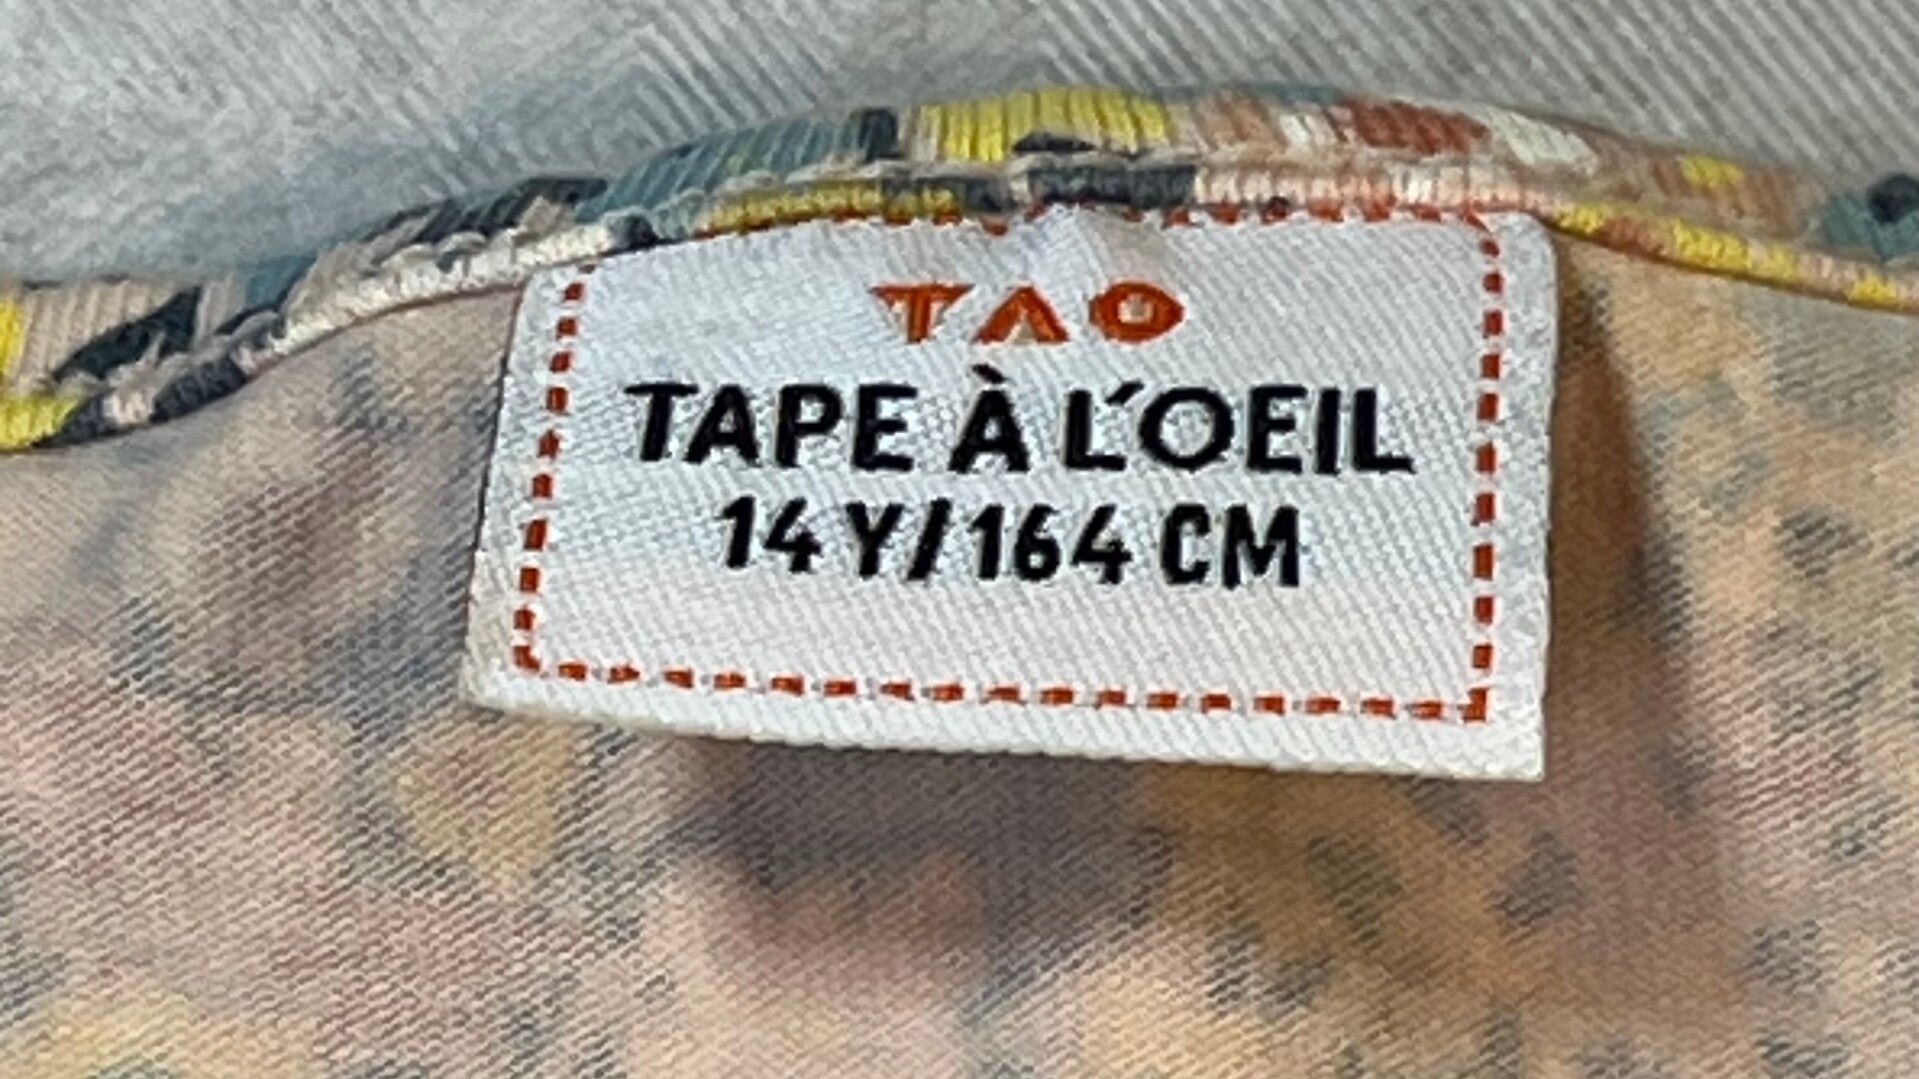 TAO
TAPE À L'OEIL
14 Y/164 CM